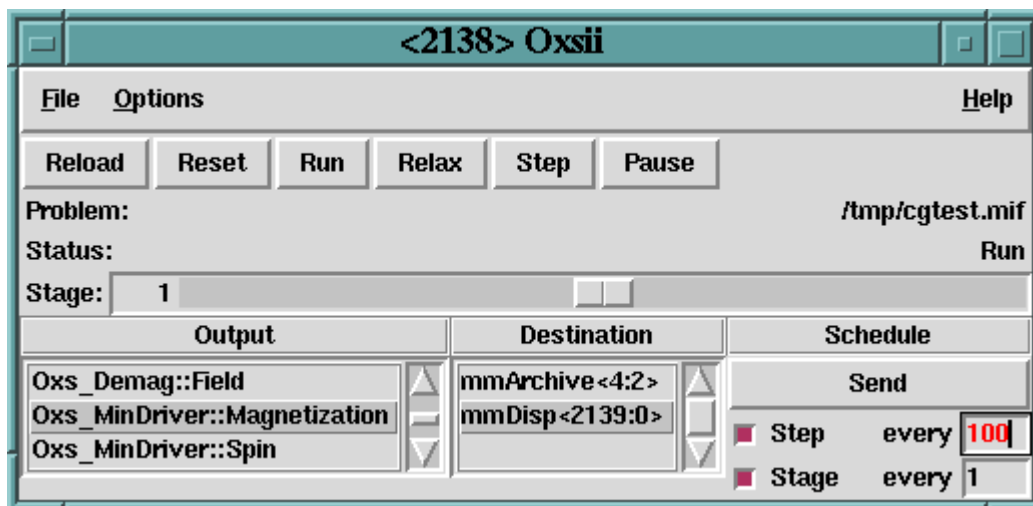 <2138> Oxsii
File Options Help
Reload Reset Run Relax Step Pause
Problem: /tmp/cgtest.mif
Status: Run
Stage: 1
Output Destination Schedule
Oxs_Demag::Field mmArchive<4:2> Send
Oxs_MinDriver::Magnetization mmDisp<2139:0>
Oxs_MinDriver::Spin
Step every 100
Stage every 1